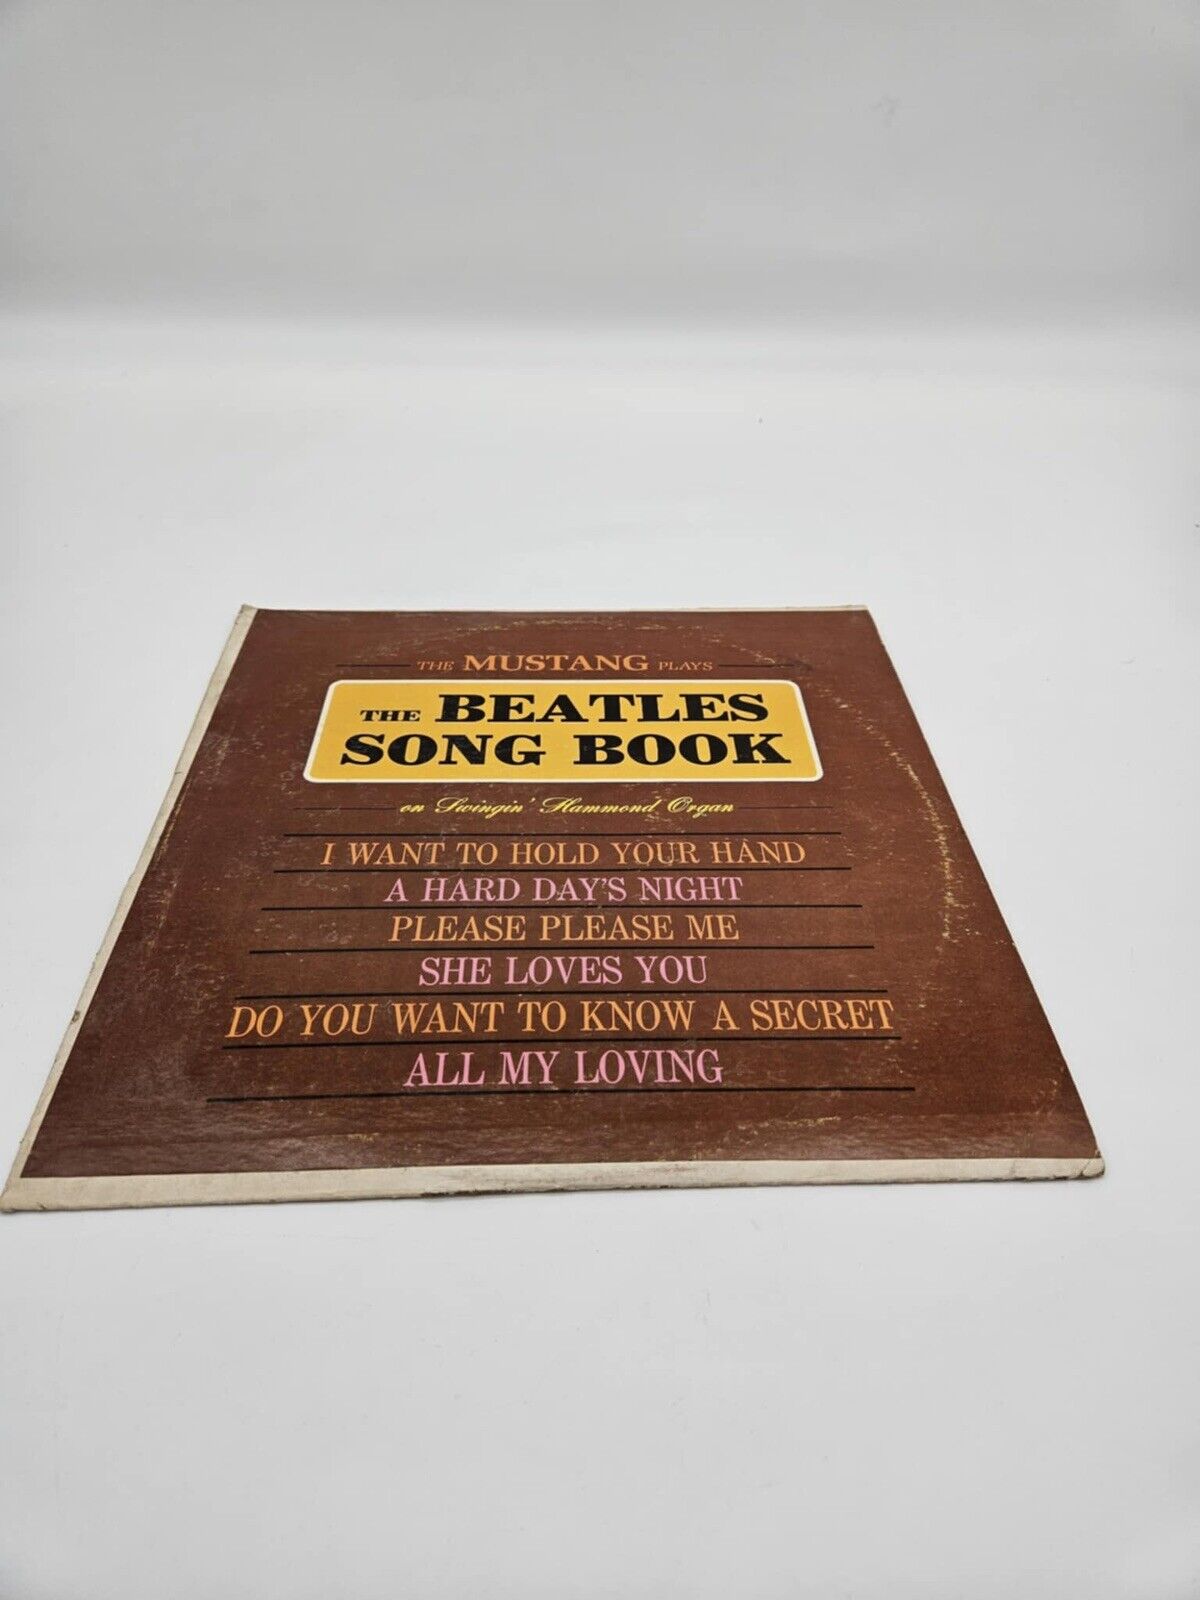 THE MUSTANG PLAYS
THE BEATLES
SONG BOOK
on Swingin' Hammond Organ
I WANT TO HOLD YOUR HAND
A HARD DAY'S NIGHT
PLEASE PLEASE ME
SHE LOVES YOU
DO YOU WANT TO KNOW A SECRET
ALL MY LOVING